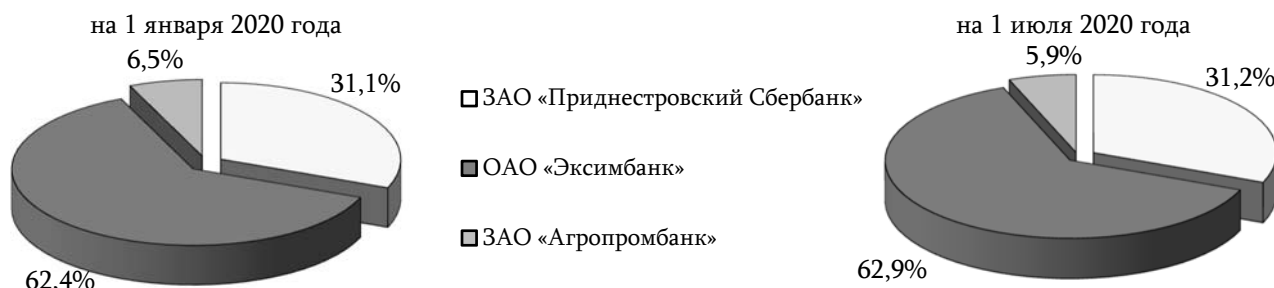 на 1 января 2020 года
6,5%
31,1%
62,4%
ЗАО «Приднестровский Сбербанк»
ОАО «Эксимбанк»
ЗАО «Агропромбанк»
на 1 июля 2020 года
5,9%
31,2%
62,9%